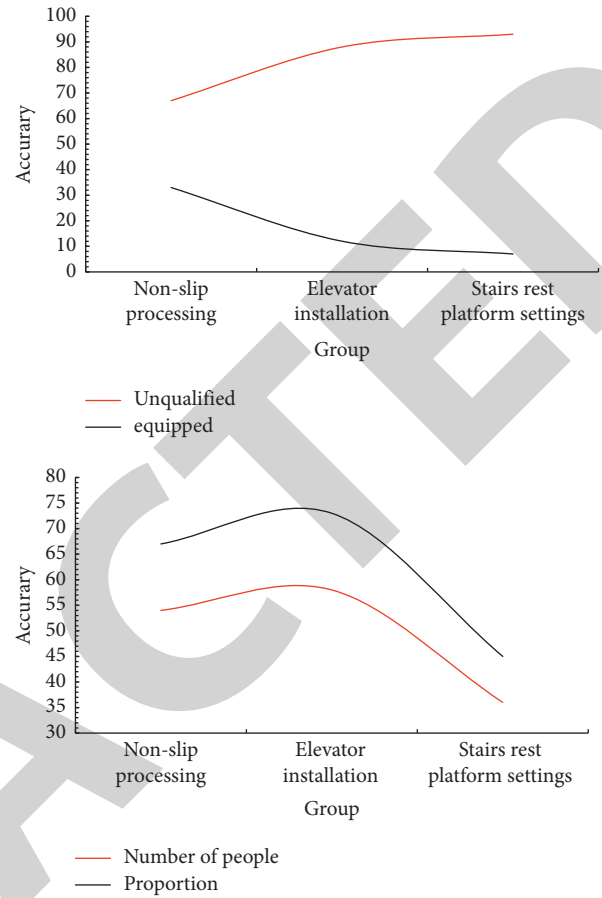 100
90
80
70
60
50
40
30
20
10
0
Accurary
Non-slip
processing
Elevator
installation
Stairs rest
platform settings
Group
Unqualified
equipped
80
75
70
65
60
55
50
45
40
35
30
Accurary
Non-slip
processing
Elevator
installation
Stairs rest
platform settings
Group
Number of people
Proportion
ACTED